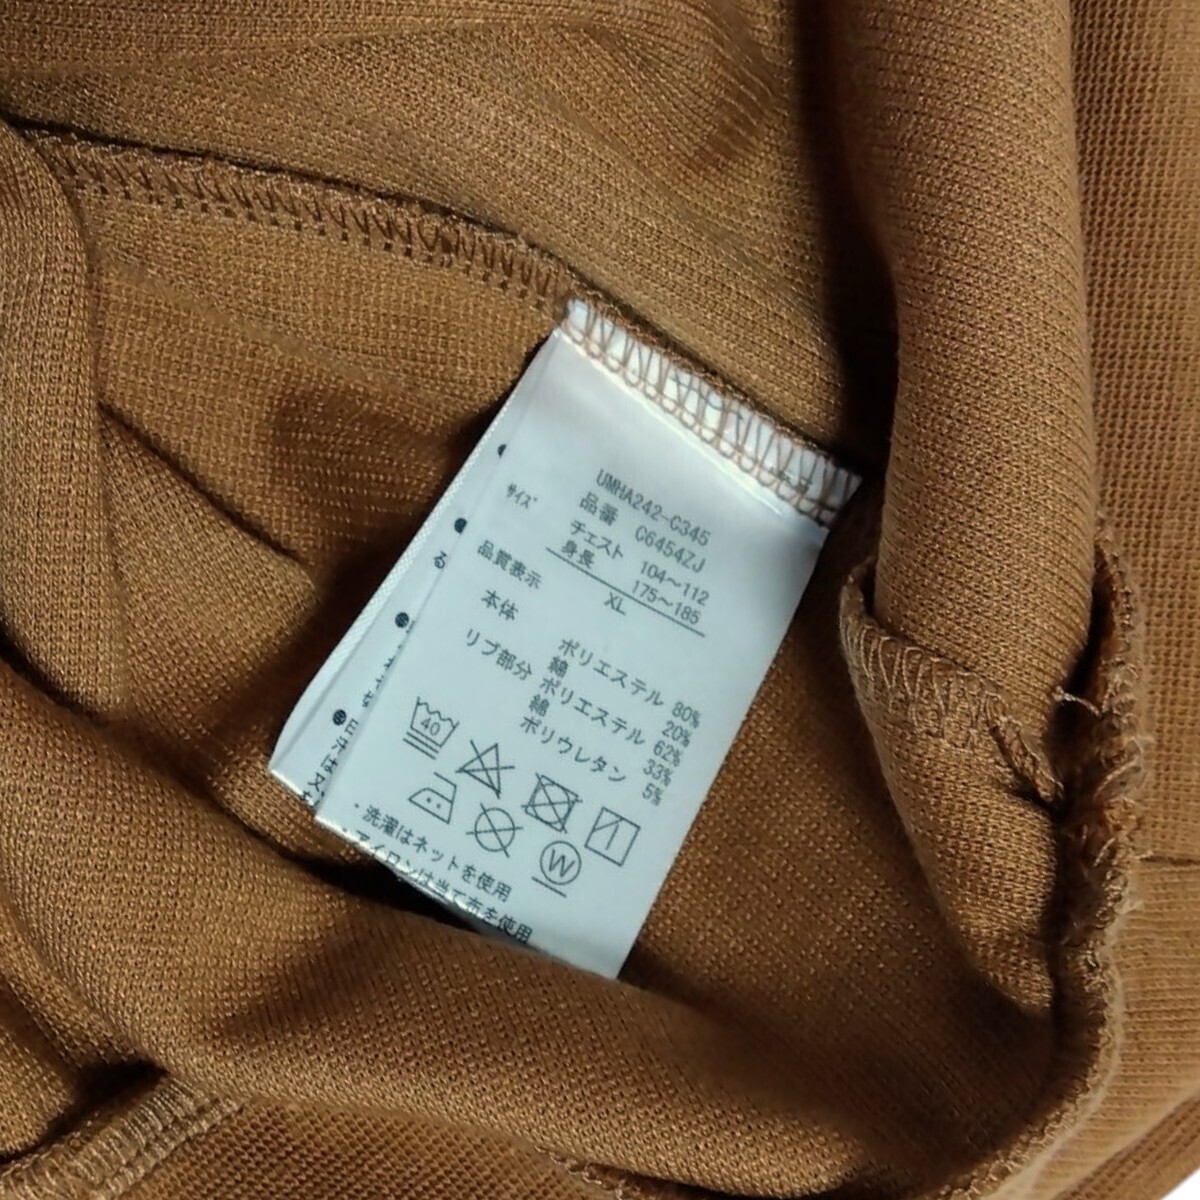 UMHA242-C345
品番 C6454ZJ
サイズ
チェスト 104～112
身長 175～185
XL
品質表示
本体
ポリエステル 80%
綿 20%
リブ部分 ポリエステル 62%
綿 33%
ポリウレタン 5%
40
1
W
・洗濯はネットを使用
・アイロンは当て布を使用
る